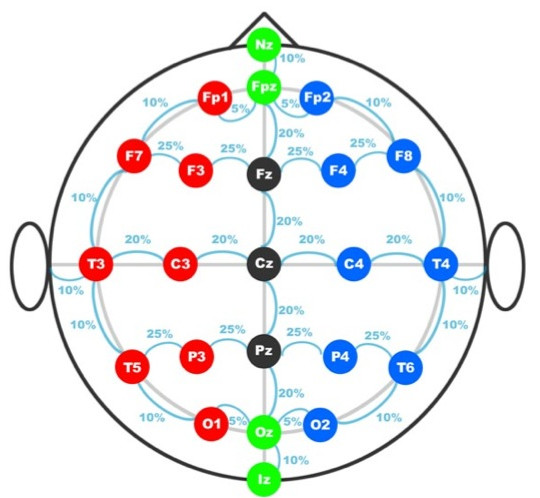 Nz
10%
Fpz
Fp1 Fp2
10% 5% 5% 10%
20%
F7 25% 25% 25% 25% F8
F3 Fz F4
10% 10%
20%
20% 20% 20% 20%
T3 C3 Cz C4 T4
10% 10%
20%
10% 10%
25% 25% 25% 25%
Pz
T5 P3 P4 T6
20%
10% O1 5% 5% O2 10%
Oz
10%
Iz